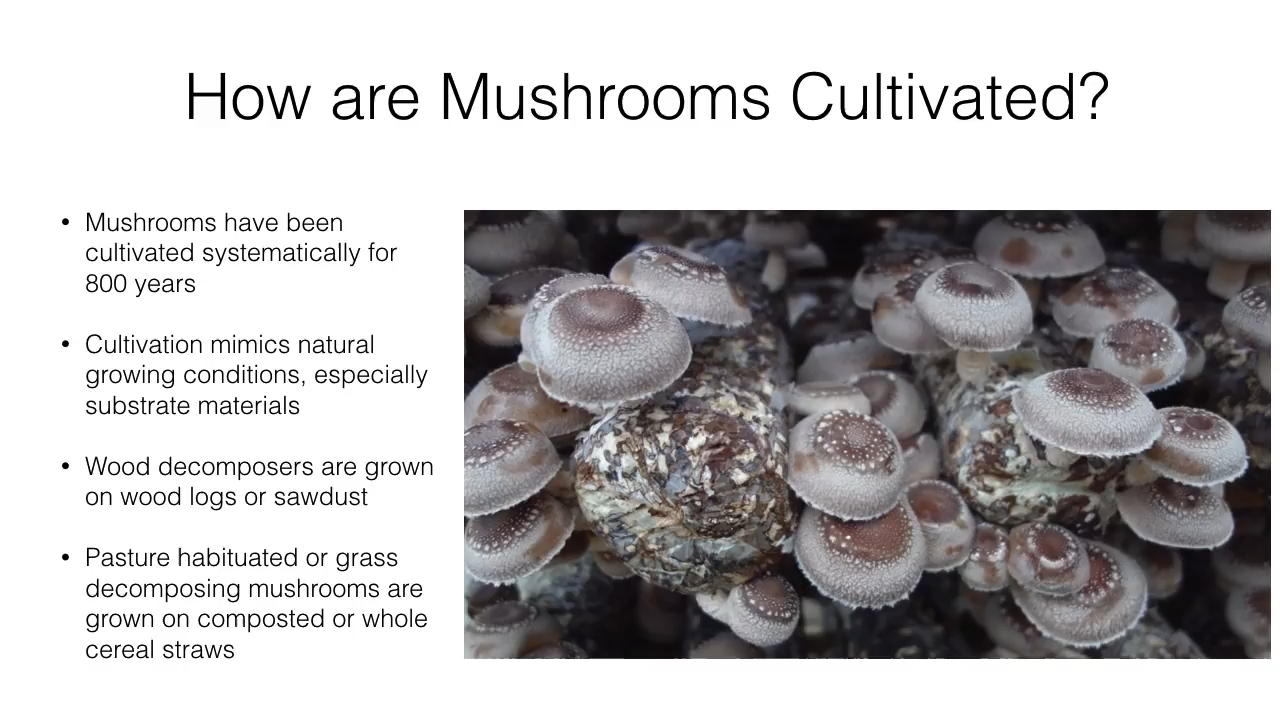 How are Mushrooms Cultivated?
• Mushrooms have been
cultivated systematically for
800 years
• Cultivation mimics natural
growing conditions, especially
substrate materials
• Wood decomposers are grown
on wood logs or sawdust
• Pasture habituated or grass
decomposing mushrooms are
grown on composted or whole
cereal straws